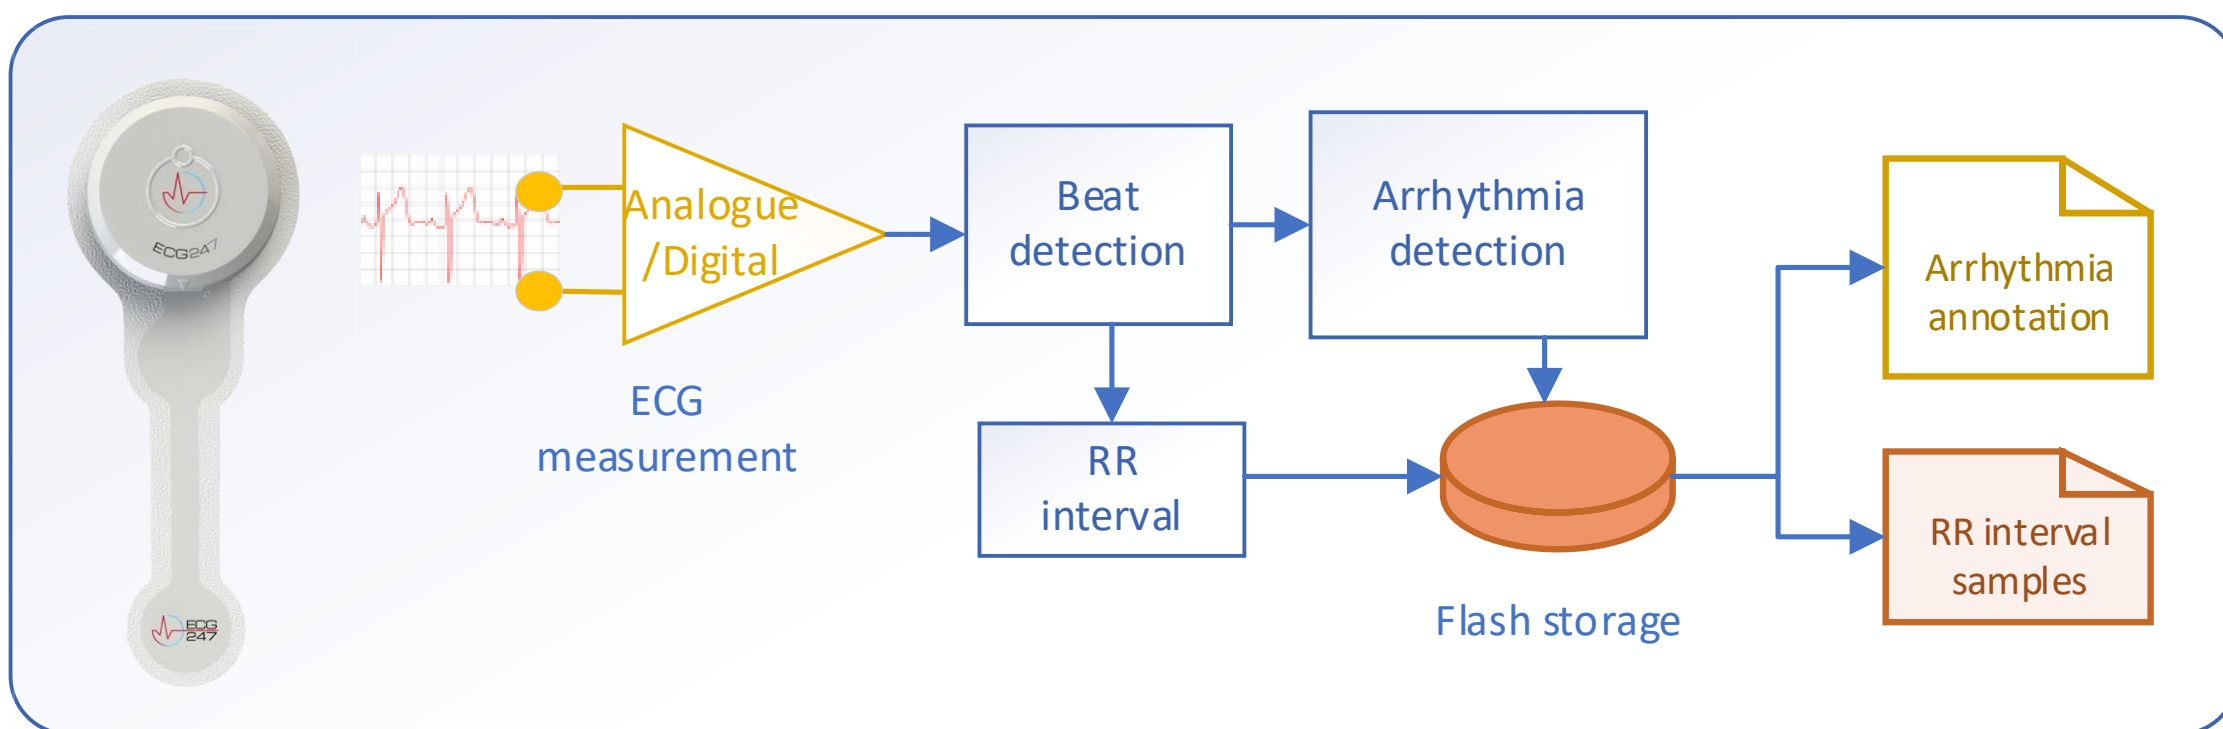 ECG247
ECG
247
Analogue
/Digital
ECG
measurement
Beat
detection
Arrhythmia
detection
RR
interval
Flash storage
Arrhythmia
annotation
RR interval
samples